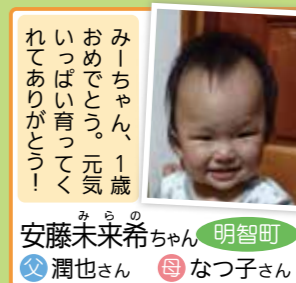 みーちゃん、1歳
おめでとう。元気
いっぱい育ってく
れてありがとう！
みらの
安藤未来希ちゃん 明智町
父 潤也さん 母 なつ子さん